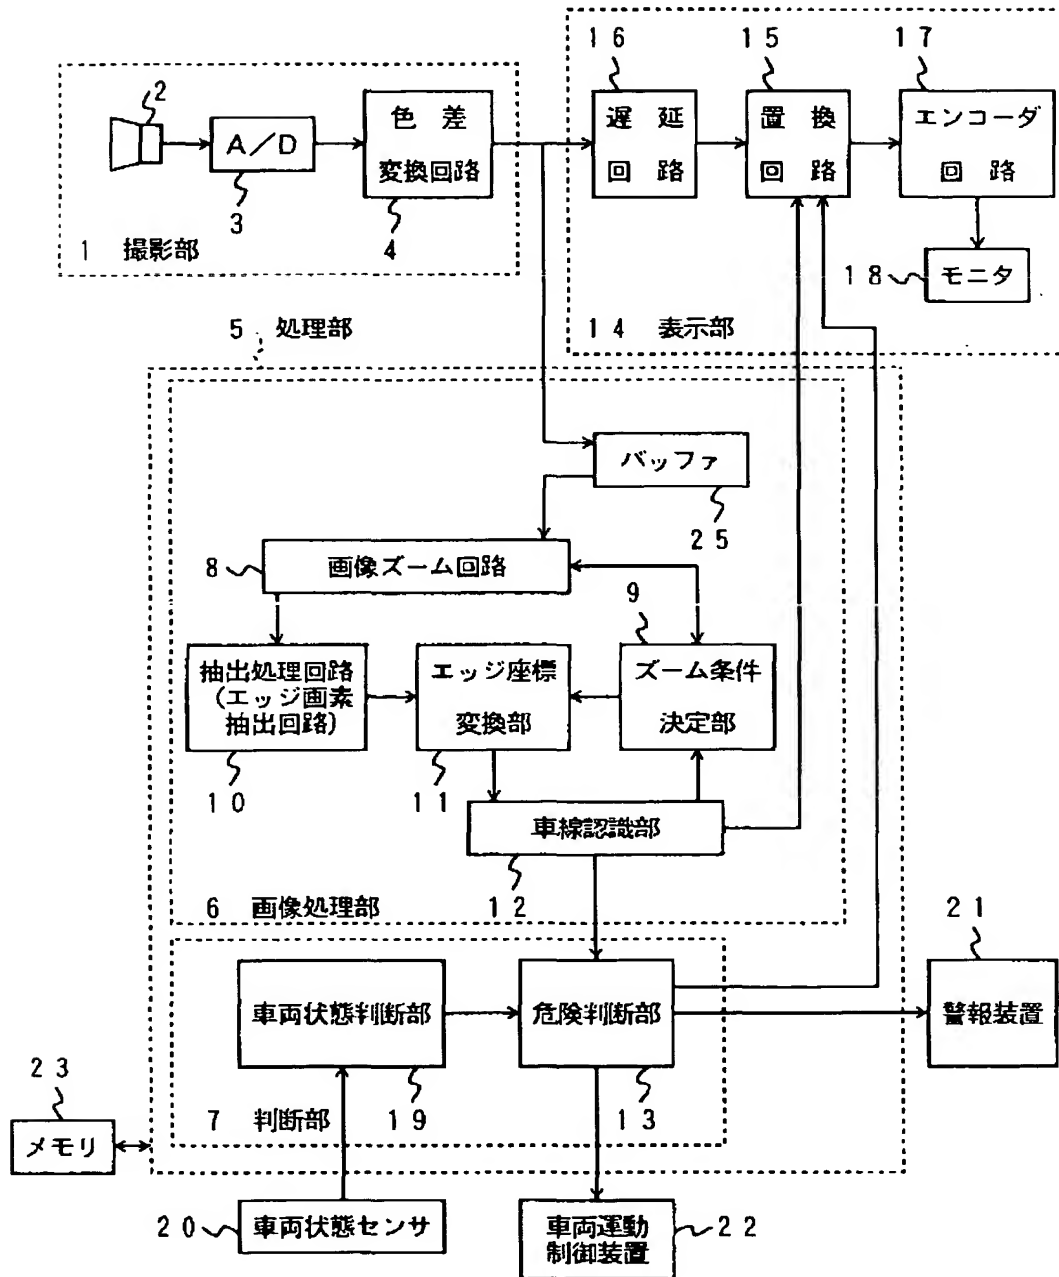 16
15
17
2
色差
変換回路
遅延
回路
置換
回路
エンコーダ
回路
A/D
3
4
1 撮影部
18
モニタ
5 処理部
14 表示部
バッファ
25
8
画像ズーム回路
9
抽出処理回路
(エッジ画素
抽出回路)
エッジ座標
変換部
ズーム条件
決定部
10
11
車線認識部
12
6 画像処理部
21
車両状態判断部
危険判断部
警報装置
23
19
13
7 判断部
メモリ
20
車両状態センサ
車両運動
制御装置
22